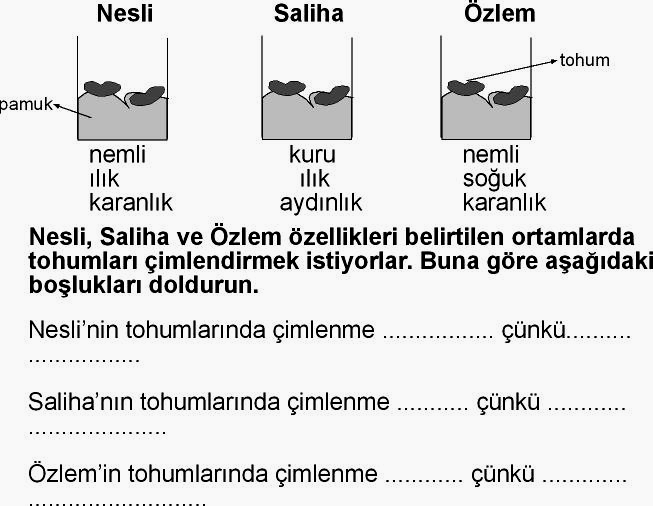 Nesli Saliha Özlem
tohum
pamuk
nemli kuru nemli
ılık ılık soğuk
karanlık aydınlık karanlık
Nesli, Saliha ve Özlem özellikleri belirtilen ortamlarda
tohumları çimlendirmek istiyorlar. Buna göre aşağıdaki
boşlukları doldurun.
Nesli’nin tohumlarında çimlenme ................. çünkü..........
.................
Saliha’nın tohumlarında çimlenme ........... çünkü ............
.....................
Özlem’in tohumlarında çimlenme ............ çünkü .............
...........................